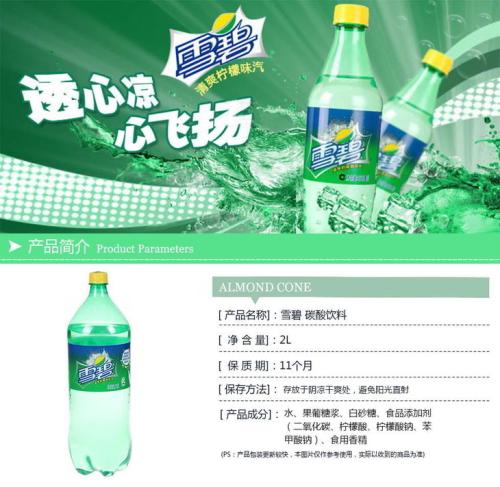 雪碧
清爽柠檬味汽
透心凉
心飞扬
雪碧
雪碧
产品简介 Product Parameters
ALMOND CONE
[ 产品名称]：雪碧 碳酸饮料
[ 净 含 量]：2L
[ 保 质 期]：11个月
[ 保存方法]：存放于阴凉干爽处，避免阳光直射
[ 产品成分]：水、果葡糖浆、白砂糖、食品添加剂
（二氧化碳、柠檬酸、柠檬酸钠、苯
甲酸钠）、食用香精
(PS：产品包装更新较快，本图片仅作参考使用，实际以收到的商品为准)
雪碧